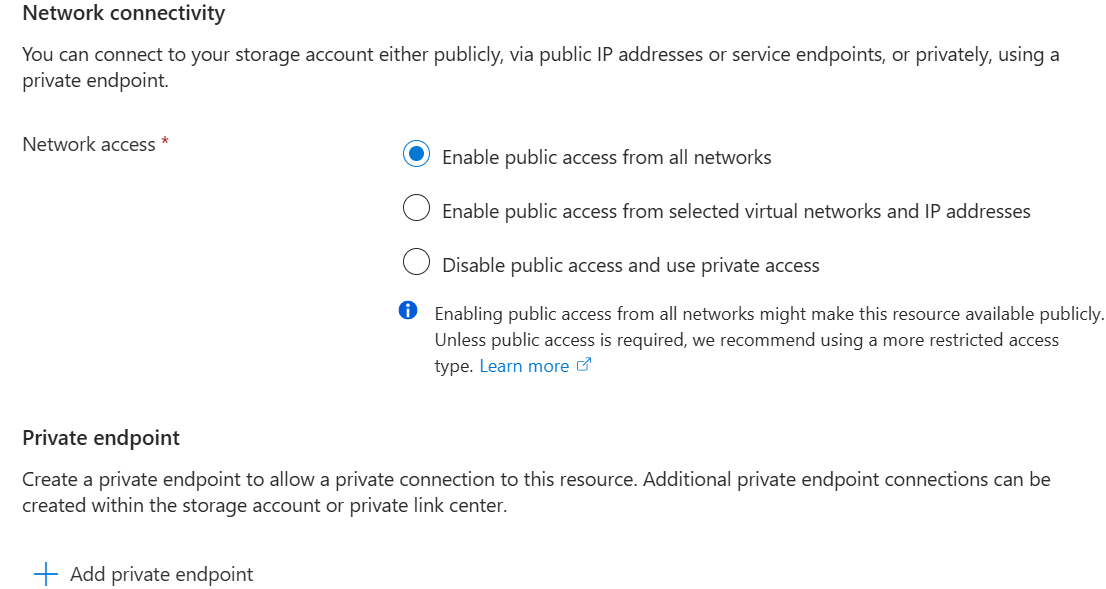 Network connectivity
You can connect to your storage account either publicly, via public IP addresses or service endpoints, or privately, using a
private endpoint.
Network access *
Enable public access from all networks
Enable public access from selected virtual networks and IP addresses
Disable public access and use private access
Enabling public access from all networks might make this resource available publicly.
Unless public access is required, we recommend using a more restricted access
type. Learn more
Private endpoint
Create a private endpoint to allow a private connection to this resource. Additional private endpoint connections can be
created within the storage account or private link center.
Add private endpoint